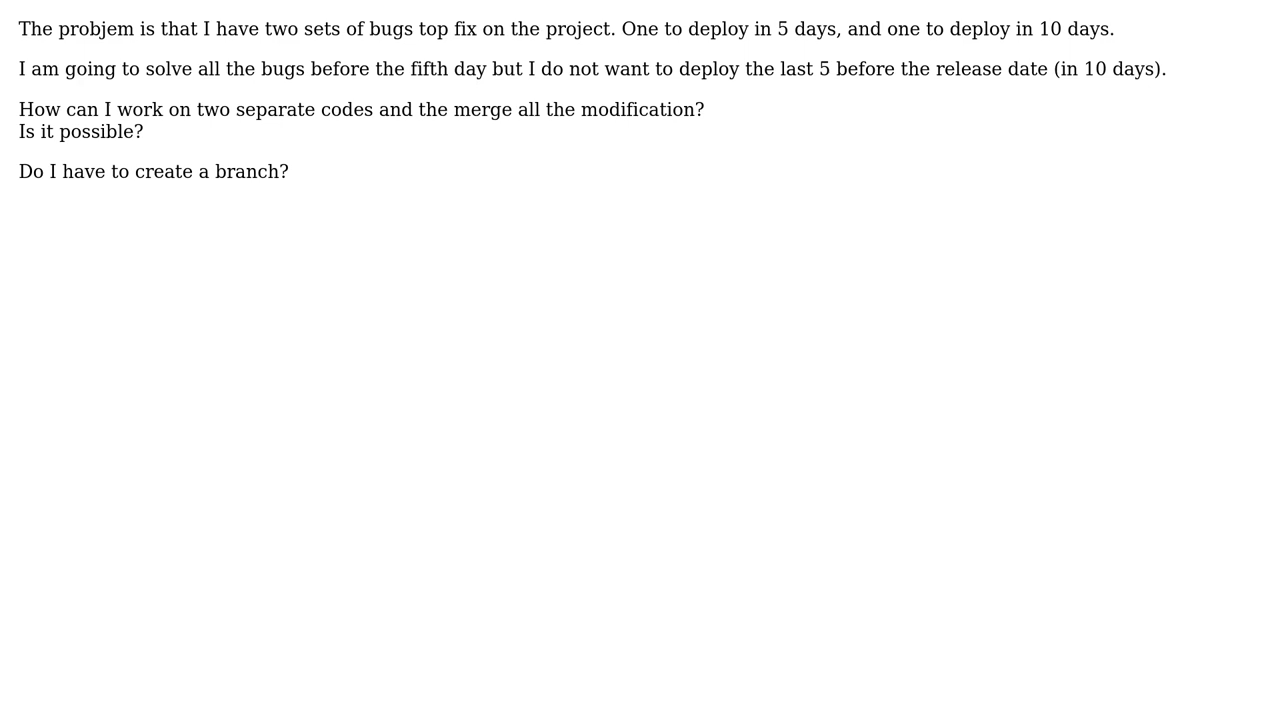 The probjem is that I have two sets of bugs top fix on the project. One to deploy in 5 days, and one to deploy in 10 days.
I am going to solve all the bugs before the fifth day but I do not want to deploy the last 5 before the release date (in 10 days).
How can I work on two separate codes and the merge all the modification?
Is it possible?
Do I have to create a branch?